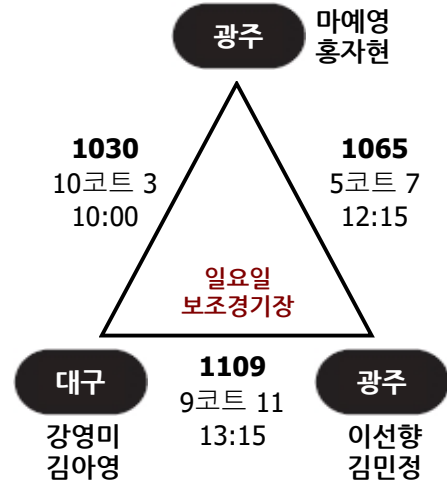 광주
마예영
홍자현
1030
10코트 3
10:00
1065
5코트 7
12:15
일요일
보조경기장
대구
강영미
김아영
1109
9코트 11
13:15
광주
이선향
김민정